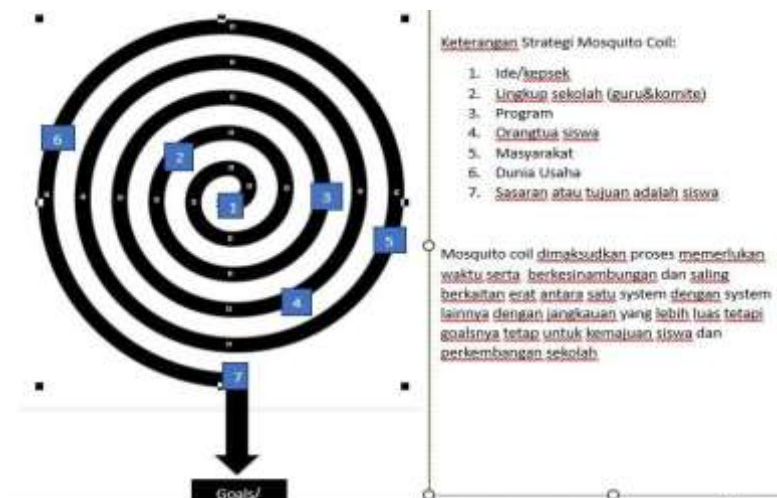 Keterangan Strategi Mosquito Coil:
1. Ide/kepsek
2. Lingkup sekolah (guru&komite)
3. Program
4. Orangtua siswa
5. Masyarakat
6. Dunia Usaha
7. Sasaran atau tujuan adalah siswa
Mosquito coil dimaksudkan proses memerlukan
waktu serta berkesinambungan dan saling
berkaitan erat antara satu system dengan system
lainnya dengan jangkauan yang lebih luas tetapi
goalsnya tetap untuk kemajuan siswa dan
perkembangan sekolah
6
2
1
3
5
4
7
Goals/